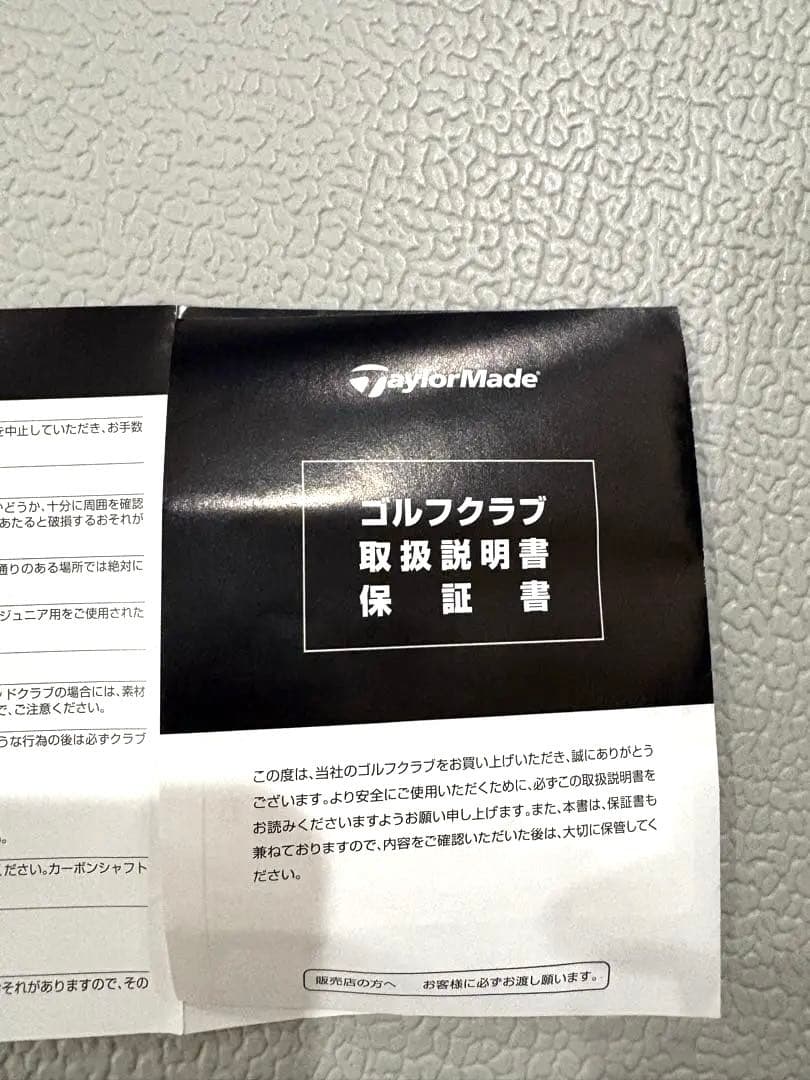 を中止していただき、お手数
かどうか、十分に周囲を確認
あたると破損するおそれが
通りのある場所では絶対に
ジュニア用をご使用された
ッドクラブの場合には、素材
で、ご注意ください。
うな行為の後は必ずクラブ
。
ください。カーボンシャフト
おそれがありますので、その
TaylorMade
ゴルフクラブ
取扱説明書
保証書
この度は、当社のゴルフクラブをお買い上げいただき、誠にありがとう
ございます。より安全にご使用いただくために、必ずこの取扱説明書を
お読みくださいますようお願い申し上げます。また、本書は、保証書も
兼ねておりますので、内容をご確認いただいた後は、大切に保管してく
ださい。
販売店の方へ お客様に必ずお渡し願います。